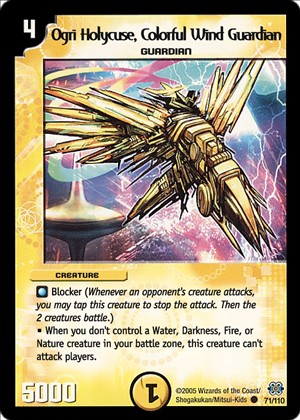 4
Ogri Holycuse, Colorful Wind Guardian
GUARDIAN
CREATURE
Blocker (Whenever an opponent's creature attacks,
you may tap this creature to stop the attack. Then the
2 creatures battle.)
▪ When you don't control a Water, Darkness, Fire, or
Nature creature in your battle zone, this creature can't
attack players.
5000
1
©2005 Wizards of the Coast/
Shogakukan/Mitsui-Kids ● 71/110